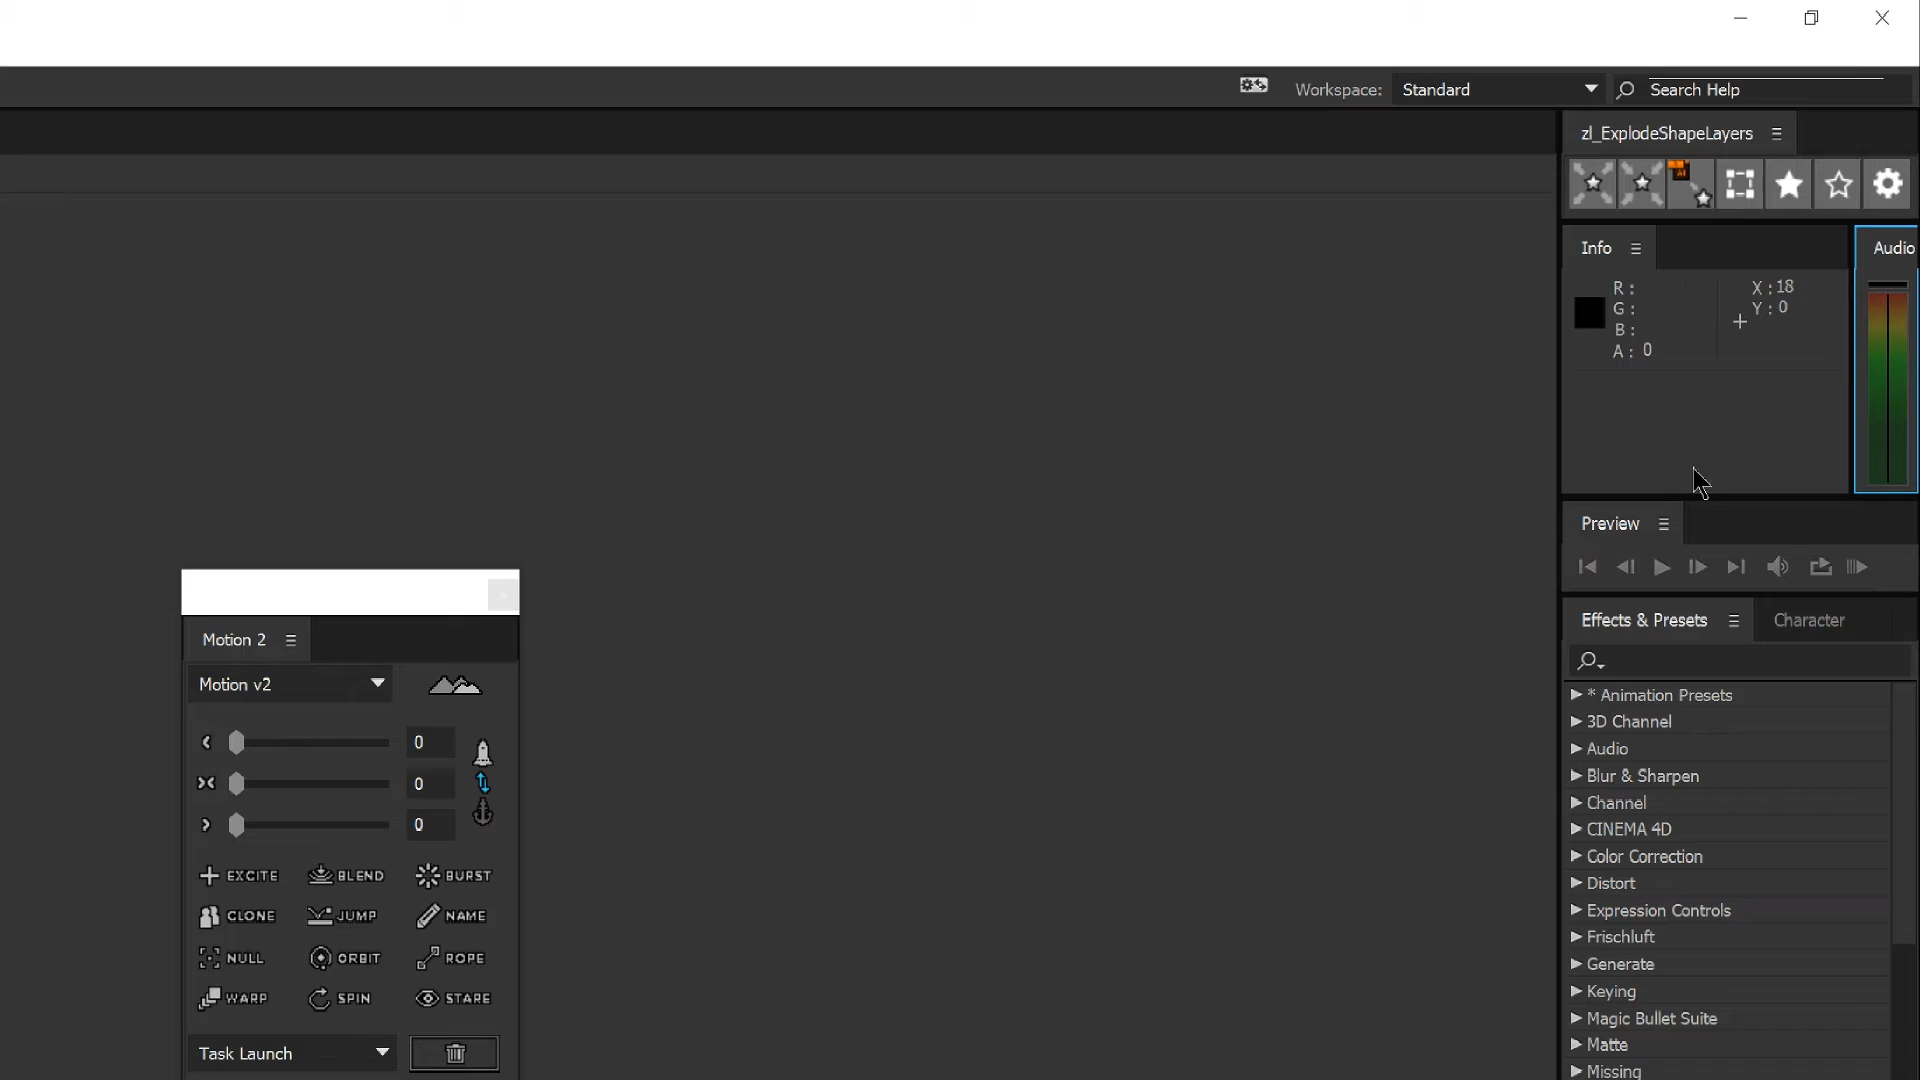 Workspace: Standard Search Help
zl_ExplodeShapeLayers
Ai
Info Audio
R :
G :
B :
A : 0
X : 18
Y : 0
Preview
Effects & Presets Character
* Animation Presets
3D Channel
Audio
Blur & Sharpen
Channel
CINEMA 4D
Color Correction
Distort
Expression Controls
Frischluft
Generate
Keying
Magic Bullet Suite
Matte
Missing
Motion 2
Motion v2
0
0
0
EXCITE BLEND BURST
CLONE JUMP NAME
NULL ORBIT ROPE
WARP SPIN STARE
Task Launch